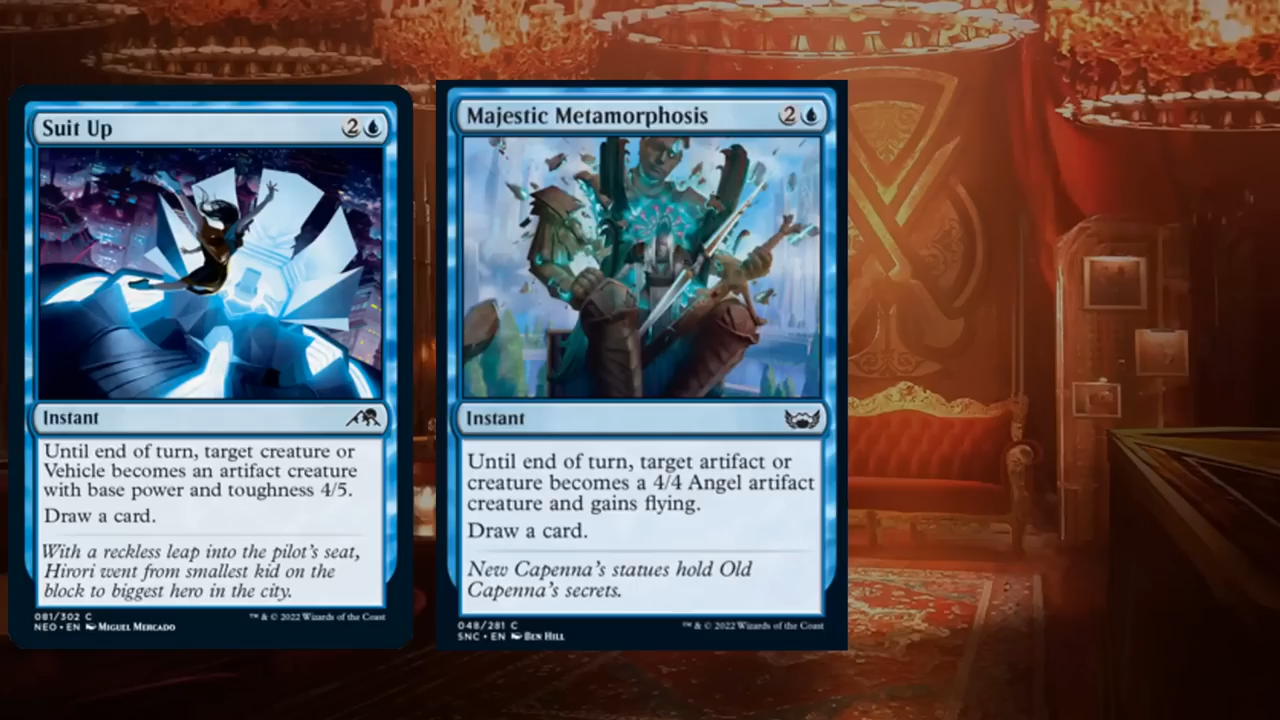 Suit Up 2
Instant
Until end of turn, target creature or
Vehicle becomes an artifact creature
with base power and toughness 4/5.
Draw a card.
With a reckless leap into the pilot's seat,
Hirori went from smallest kid on the
block to biggest hero in the city.
081/302 C
NEO • EN Miguel Mercado
™ & © 2022 Wizards of the Coast
Majestic Metamorphosis 2
Instant
Until end of turn, target artifact or
creature becomes a 4/4 Angel artifact
creature and gains flying.
Draw a card.
New Capenna's statues hold Old
Capenna's secrets.
048/281 C
SNC • EN Ben Hill
™ & © 2022 Wizards of the Coast